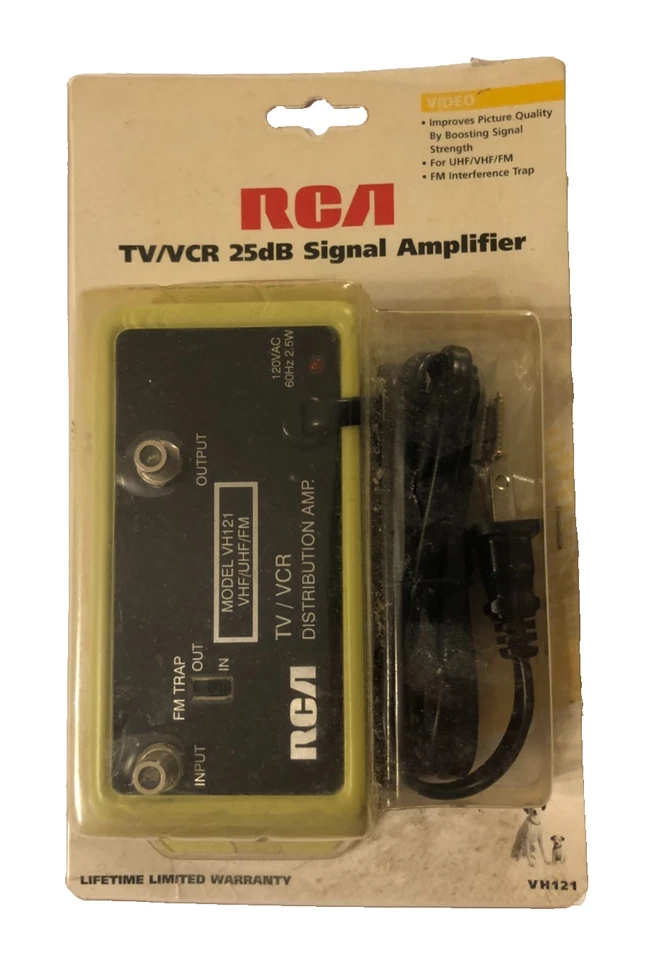 VIDEO
• Improves Picture Quality
By Boosting Signal
Strength
• For UHF/VHF/FM
• FM Interference Trap
RCA
TV/VCR 25dB Signal Amplifier
120VAC
60Hz 2.5W
OUTPUT
MODEL VH121
VHF/UHF/FM
TV / VCR
DISTRIBUTION AMP.
FM TRAP
OUT
IN
INPUT
RCA
LIFETIME LIMITED WARRANTY
VH121